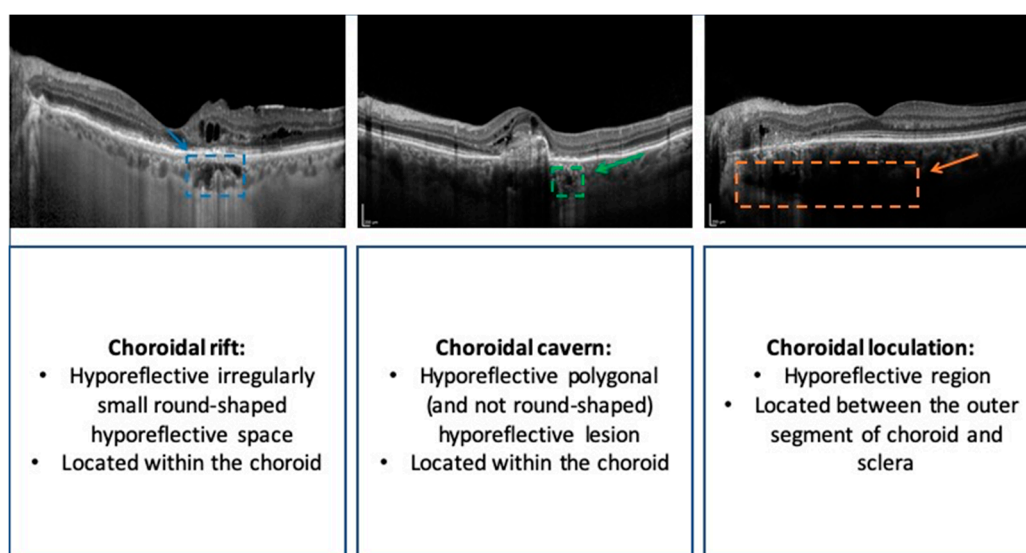 Choroidal rift:
• Hyporeflective irregularly
small round-shaped
hyporeflective space
• Located within the choroid
Choroidal cavern:
• Hyporeflective polygonal
(and not round-shaped)
hyporeflective lesion
• Located within the choroid
Choroidal loculation:
• Hyporeflective region
• Located between the outer
segment of choroid and
sclera